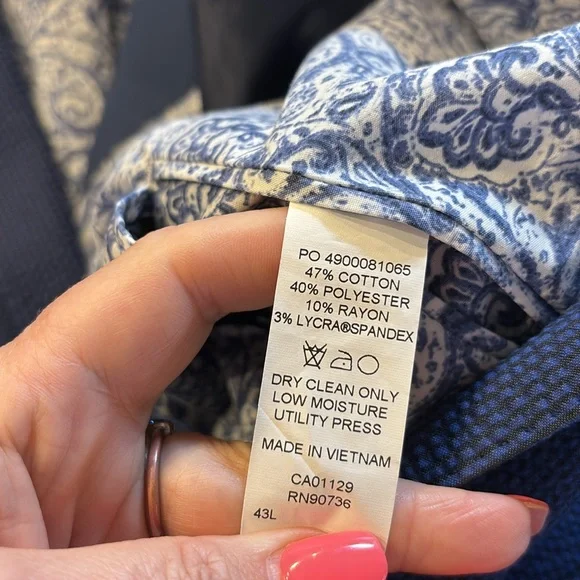 PO 4900081065
47% COTTON
40% POLYESTER
10% RAYON
3% LYCRA®SPANDEX
DRY CLEAN ONLY
LOW MOISTURE
UTILITY PRESS
MADE IN VIETNAM
CA01129
RN90736
43L